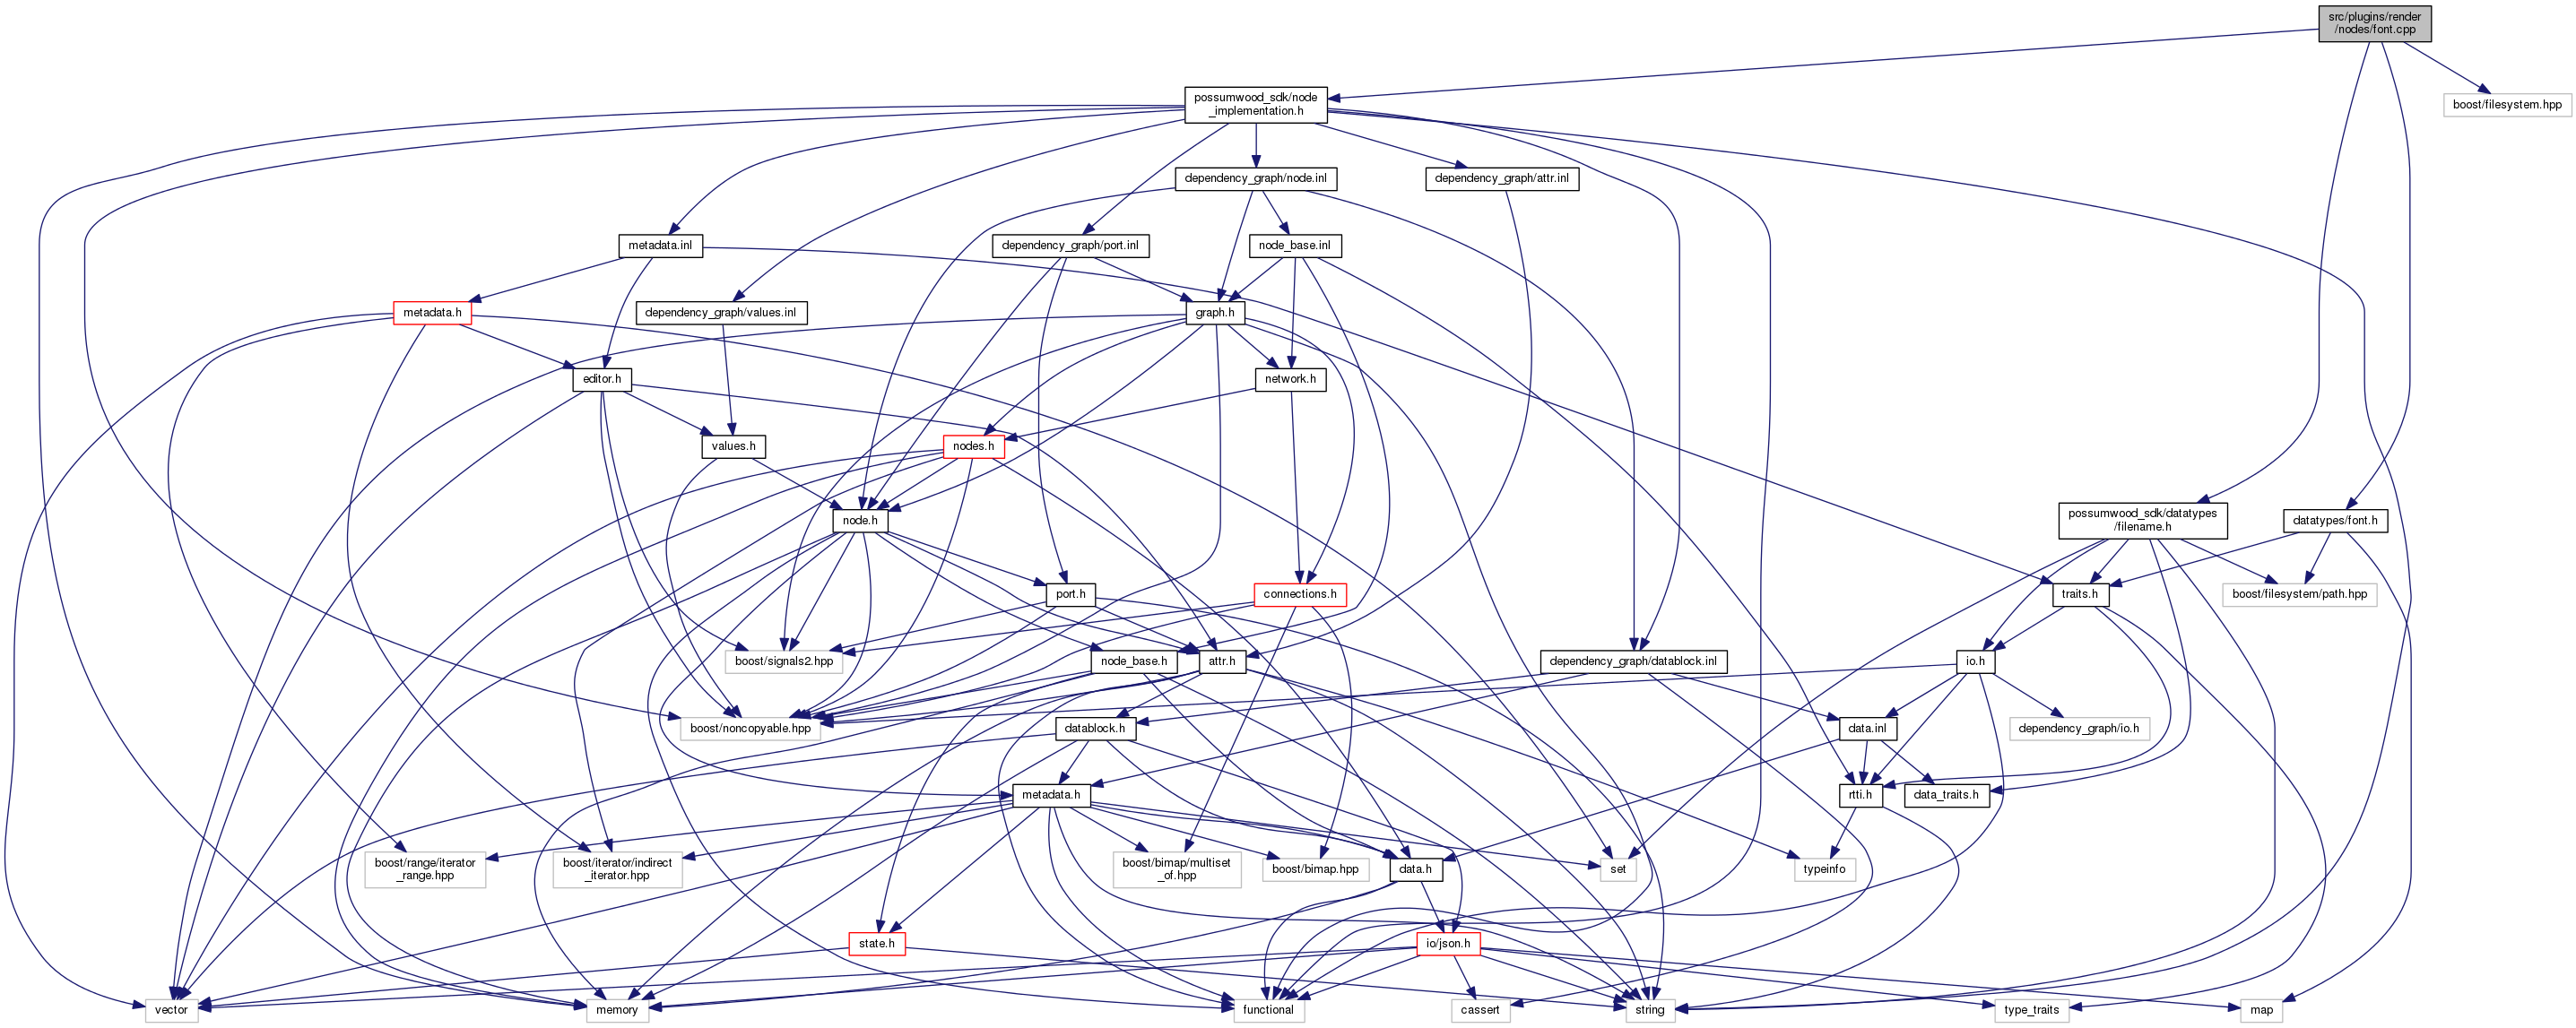 src/plugins/render
/nodes/font.cpp
possumwood_sdk/node
_implementation.h
boost/filesystem.hpp
dependency_graph/node.inl
dependency_graph/attr.inl
metadata.inl
dependency_graph/port.inl
node_base.inl
metadata.h
dependency_graph/values.inl
graph.h
editor.h
network.h
values.h
nodes.h
node.h
possumwood_sdk/datatypes
/filename.h
datatypes/font.h
port.h
connections.h
traits.h
boost/filesystem/path.hpp
boost/signals2.hpp
node_base.h
attr.h
dependency_graph/datablock.inl
io.h
boost/noncopyable.hpp
datablock.h
data.inl
dependency_graph/io.h
metadata.h
rtti.h
data_traits.h
boost/range/iterator
_range.hpp
boost/iterator/indirect
_iterator.hpp
boost/bimap/multiset
_of.hpp
boost/bimap.hpp
data.h
set
typeinfo
state.h
io/json.h
vector
memory
functional
cassert
string
type_traits
map